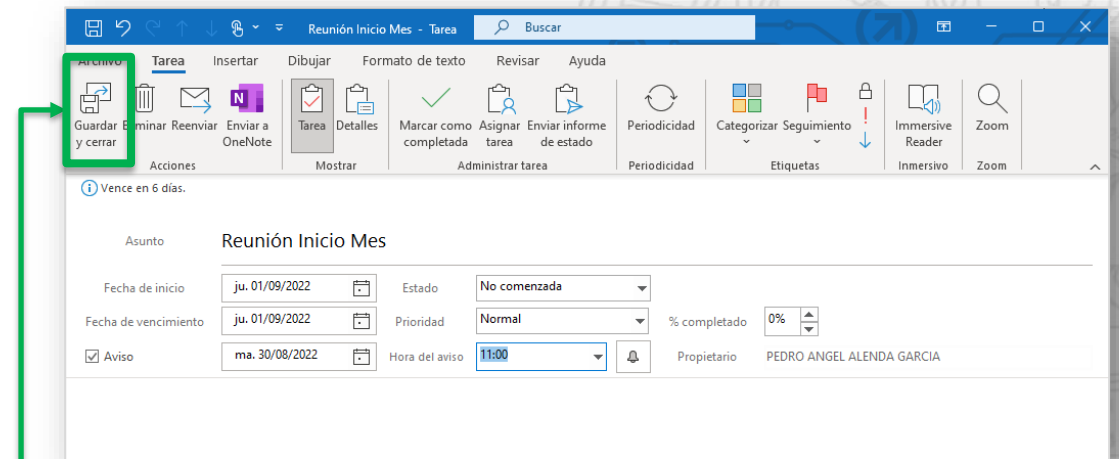 Reunión Inicio Mes - Tarea
Buscar
Archivo Tarea Insertar Dibujar Formato de texto Revisar Ayuda
Guardar y cerrar
Eliminar
Reenviar
Enviar a OneNote
Tarea
Detalles
Marcar como completada
Asignar tarea
Enviar informe de estado
Periodicidad
Categorizar
Seguimiento
Immersive Reader
Zoom
Acciones Mostrar Administrar tarea Periodicidad Etiquetas Inmersivo Zoom
Vence en 6 días.
Asunto Reunión Inicio Mes
Fecha de inicio ju. 01/09/2022 Estado No comenzada
Fecha de vencimiento ju. 01/09/2022 Prioridad Normal % completado 0%
Aviso ma. 30/08/2022 Hora del aviso 11:00 Propietario PEDRO ANGEL ALENDA GARCIA